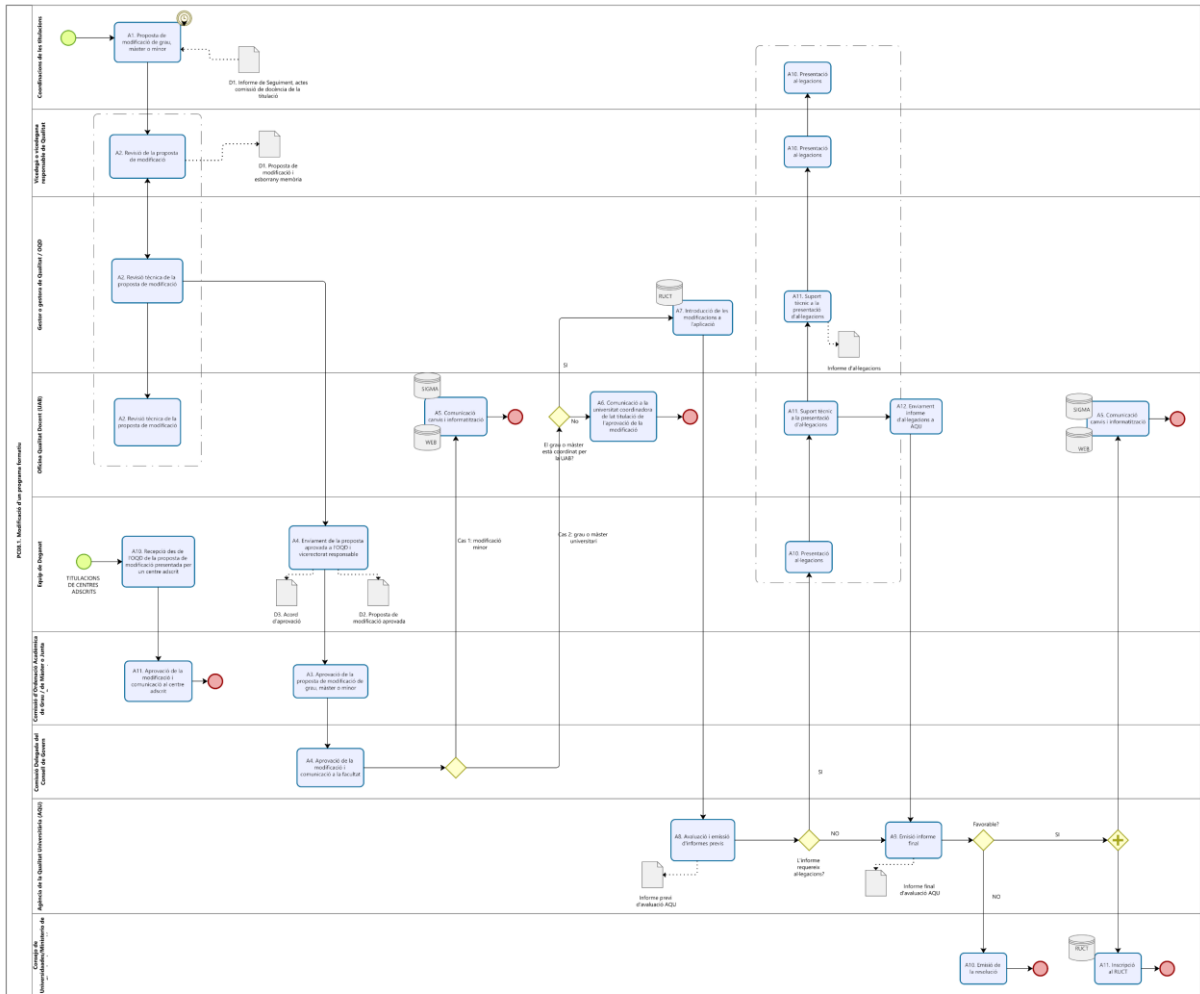 PC08.1. Modificació d'un programa formatiu
Coordinacions de les titulacions
A1. Proposta de
modificació de grau,
màster o minor
D1. Informe de Seguiment, actes
comissió de docència de la
titulació
A10. Presentació
al·legacions
Vicedegà o vicedegana
responsable de Qualitat
A2. Revisió de la proposta
de modificació
D1. Proposta de
modificació i
esborrany memòria
A10. Presentació
al·legacions
Gestor o gestora de Qualitat / OQD
A2. Revisió tècnica de la
proposta de modificació
RUCT
A7. Introducció de les
modificacions a
l'aplicació
A11. Suport
tècnic a la
presentació
d'al·legacions
Informe d'al·legacions
SI
Oficina Qualitat Docent (UAB)
A2. Revisió tècnica de la
proposta de modificació
SIGMA
A5. Comunicació
canvis i informatització
WEB
No
El grau o màster
està coordinat per
la UAB?
A6. Comunicació a la
universitat coordinadora
de lat titulació de
l'aprovació de la
modificació
A11. Suport tècnic
a la presentació
d'al·legacions
A12. Enviament
informe
d'al·legacions a
AQU
SIGMA
A5. Comunicació
canvis i informatització
WEB
Equip de Deganat
TITULACIONS
DE CENTRES
ADSCRITS
A10. Recepció des de
l'OQD de la proposta de
modificació presentada per
un centre adscrit
A4. Enviament de la proposta
aprovada a l'OQD i
vicerectorat responsable
D3. Acord
d'aprovació
D2. Proposta de
modificació aprovada
Cas 1: modificació
minor
Cas 2: grau o màster
universitari
A10. Presentació
al·legacions
Comissió d'Ordenació Acadèmica
de Grau / de Màster o Junta
A11. Aprovació de la
modificació i
comunicació al centre
adscrit
A3. Aprovació de la
proposta de modificació de
grau, màster o minor
Comissió Delegada del
Consell de Govern
A4. Aprovació de la
modificació i
comunicació a la facultat
SI
Agència de la Qualitat Universitària (AQU)
A8. Avaluació i emissió
d'informes previs
Informe previ
d'avaluació AQU
L'informe
requereix
al·legacions?
NO
A9. Emissió informe
final
Informe final
d'avaluació AQU
Favorable?
SI
NO
Consejo de
Universidades/Ministerio de
A10. Emisió de
la resolució
RUCT
A11. Inscripció
al RUCT